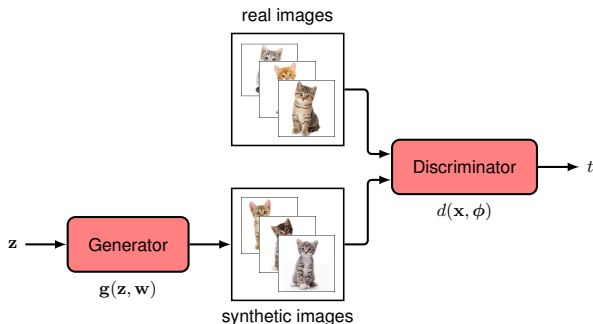 real images
Discriminator
t
d(x, ϕ)
z
Generator
g(z, w)
synthetic images